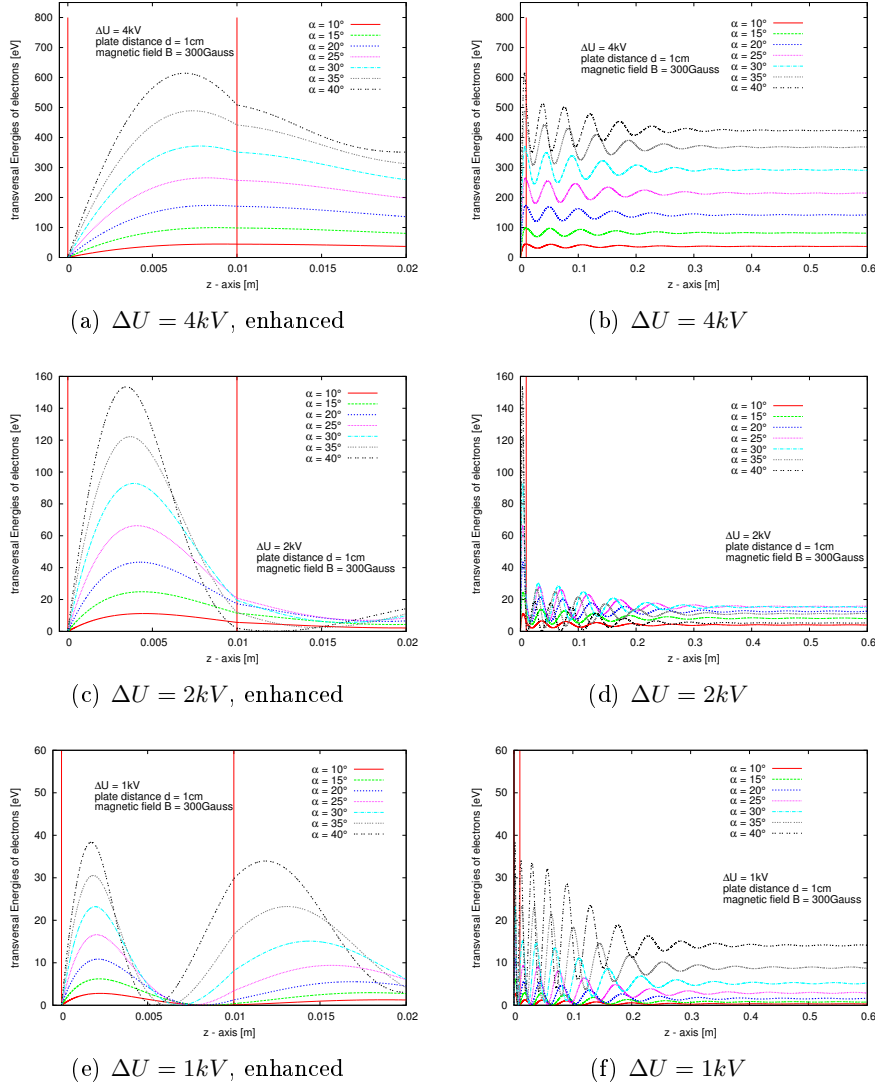 800
700
600
500
400
300
200
100
0
transversal Energies of electrons [eV]
ΔU = 4kV
plate distance d = 1cm
magnetic field B = 300Gauss
α = 10°
α = 15°
α = 20°
α = 25°
α = 30°
α = 35°
α = 40°
0 0.005 0.01 0.015 0.02
z - axis [m]
(a) ΔU = 4kV, enhanced
800
700
600
500
400
300
200
100
0
transversal Energies of electrons [eV]
ΔU = 4kV
plate distance d = 1cm
magnetic field B = 300Gauss
α = 10°
α = 15°
α = 20°
α = 25°
α = 30°
α = 35°
α = 40°
0 0.1 0.2 0.3 0.4 0.5 0.6
z - axis [m]
(b) ΔU = 4kV
160
140
120
100
80
60
40
20
0
transversal Energies of electrons [eV]
α = 10°
α = 15°
α = 20°
α = 25°
α = 30°
α = 35°
α = 40°
ΔU = 2kV
plate distance d = 1cm
magnetic field B = 300Gauss
0 0.005 0.01 0.015 0.02
z - axis [m]
(c) ΔU = 2kV, enhanced
160
140
120
100
80
60
40
20
0
transversal Energies of electrons [eV]
α = 10°
α = 15°
α = 20°
α = 25°
α = 30°
α = 35°
α = 40°
ΔU = 2kV
plate distance d = 1cm
magnetic field B = 300Gauss
0 0.1 0.2 0.3 0.4 0.5 0.6
z - axis [m]
(d) ΔU = 2kV
60
50
40
30
20
10
0
transversal Energies of electrons [eV]
ΔU = 1kV
plate distance d = 1cm
magnetic field B = 300Gauss
α = 10°
α = 15°
α = 20°
α = 25°
α = 30°
α = 35°
α = 40°
0 0.005 0.01 0.015 0.02
z - axis [m]
(e) ΔU = 1kV, enhanced
60
50
40
30
20
10
0
transversal Energies of electrons [eV]
α = 10°
α = 15°
α = 20°
α = 25°
α = 30°
α = 35°
α = 40°
ΔU = 1kV
plate distance d = 1cm
magnetic field B = 300Gauss
0 0.1 0.2 0.3 0.4 0.5 0.6
z - axis [m]
(f) ΔU = 1kV